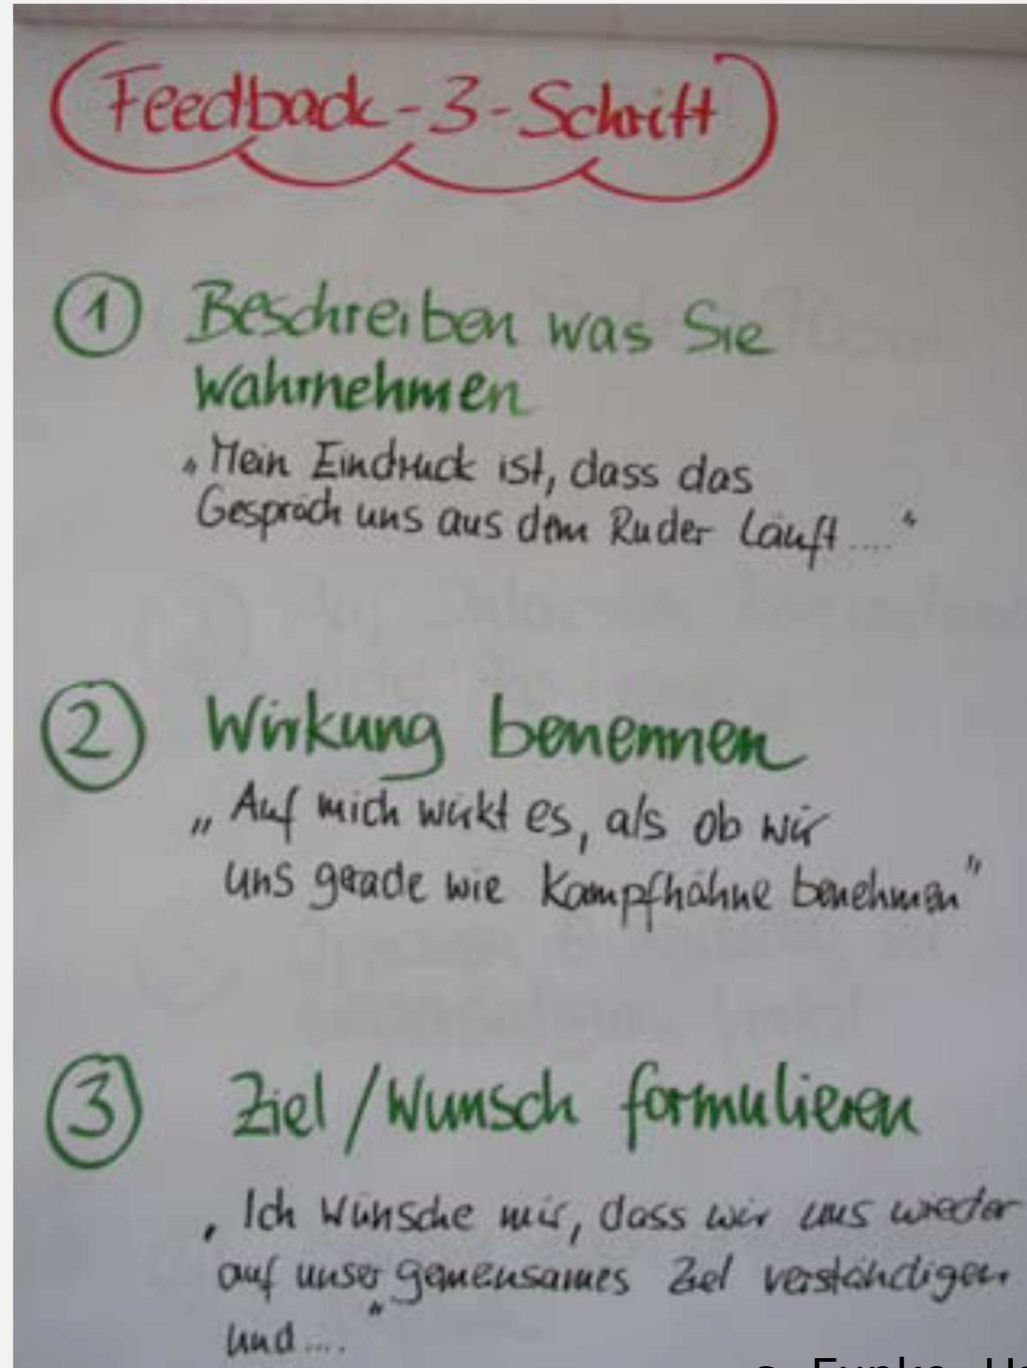 Feedback-3-Schritt
① Beschreiben was Sie
wahrnehmen
„Mein Eindruck ist, dass das
Gespräch uns aus dem Ruder läuft ...."
② Wirkung benennen
„Auf mich wirkt es, als ob wir
uns gerade wie Kampfhähne benehmen"
③ Ziel/Wunsch formulieren
„Ich wünsche mir, dass wir uns wieder
auf unser gemeinsames Ziel verständigen
und ...."